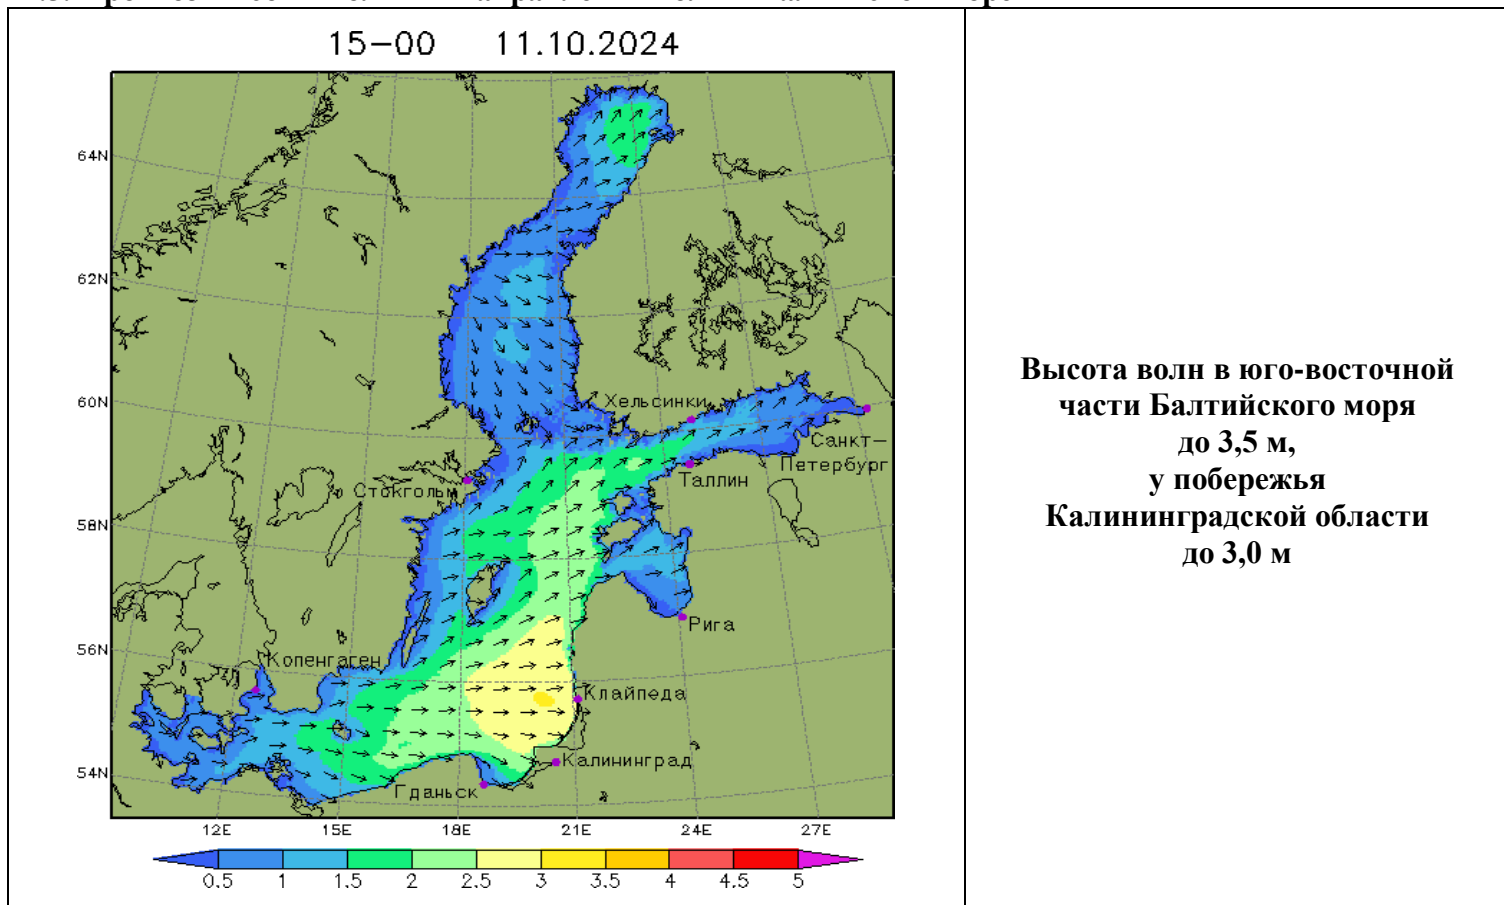 15-00 11.10.2024
64N
62N
60N
58N
56N
54N
Хельсинки
Санкт-
Петербург
Таллин
Стокгольм
Рига
Копенгаген
Клайпеда
Калининград
Гданьск
12E 15E 18E 21E 24E 27E
0.5 1 1.5 2 2.5 3 3.5 4 4.5 5
Высота волн в юго-восточной
части Балтийского моря
до 3,5 м,
у побережья
Калининградской области
до 3,0 м